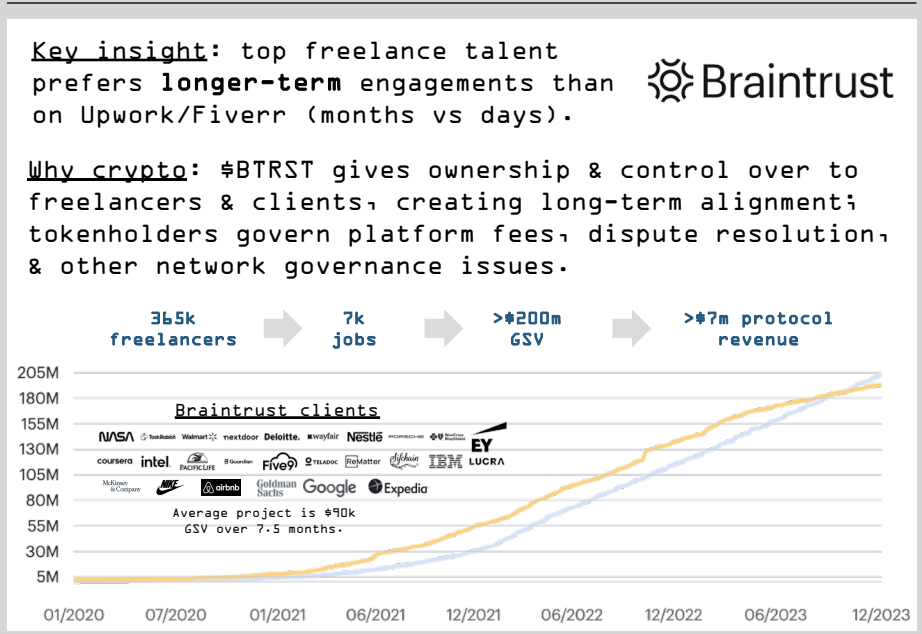 Key insight: top freelance talent
prefers longer-term engagements than
on Upwork/Fiverr (months vs days).
Braintrust
Why crypto: $BTRST gives ownership & control over to
freelancers & clients, creating long-term alignment;
tokenholders govern platform fees, dispute resolution,
& other network governance issues.
365k
freelancers
7k
jobs
>$200m
GSV
>$7m protocol
revenue
205M
180M
155M
130M
105M
80M
55M
30M
5M
Braintrust clients
NASA TaskRabbit Walmart nextdoor Deloitte. wayfair Nestlé PORSCHE BlueCross BlueShield EY
coursera intel. PACIFIC LIFE Guardian Five9 TELADOC ReMatter Lifechain IBM LUCRA
McKinsey & Company NIKE airbnb Goldman Sachs Google Expedia
Average project is $90k
GSV over 7.5 months.
01/2020 07/2020 01/2021 06/2021 12/2021 06/2022 12/2022 06/2023 12/2023